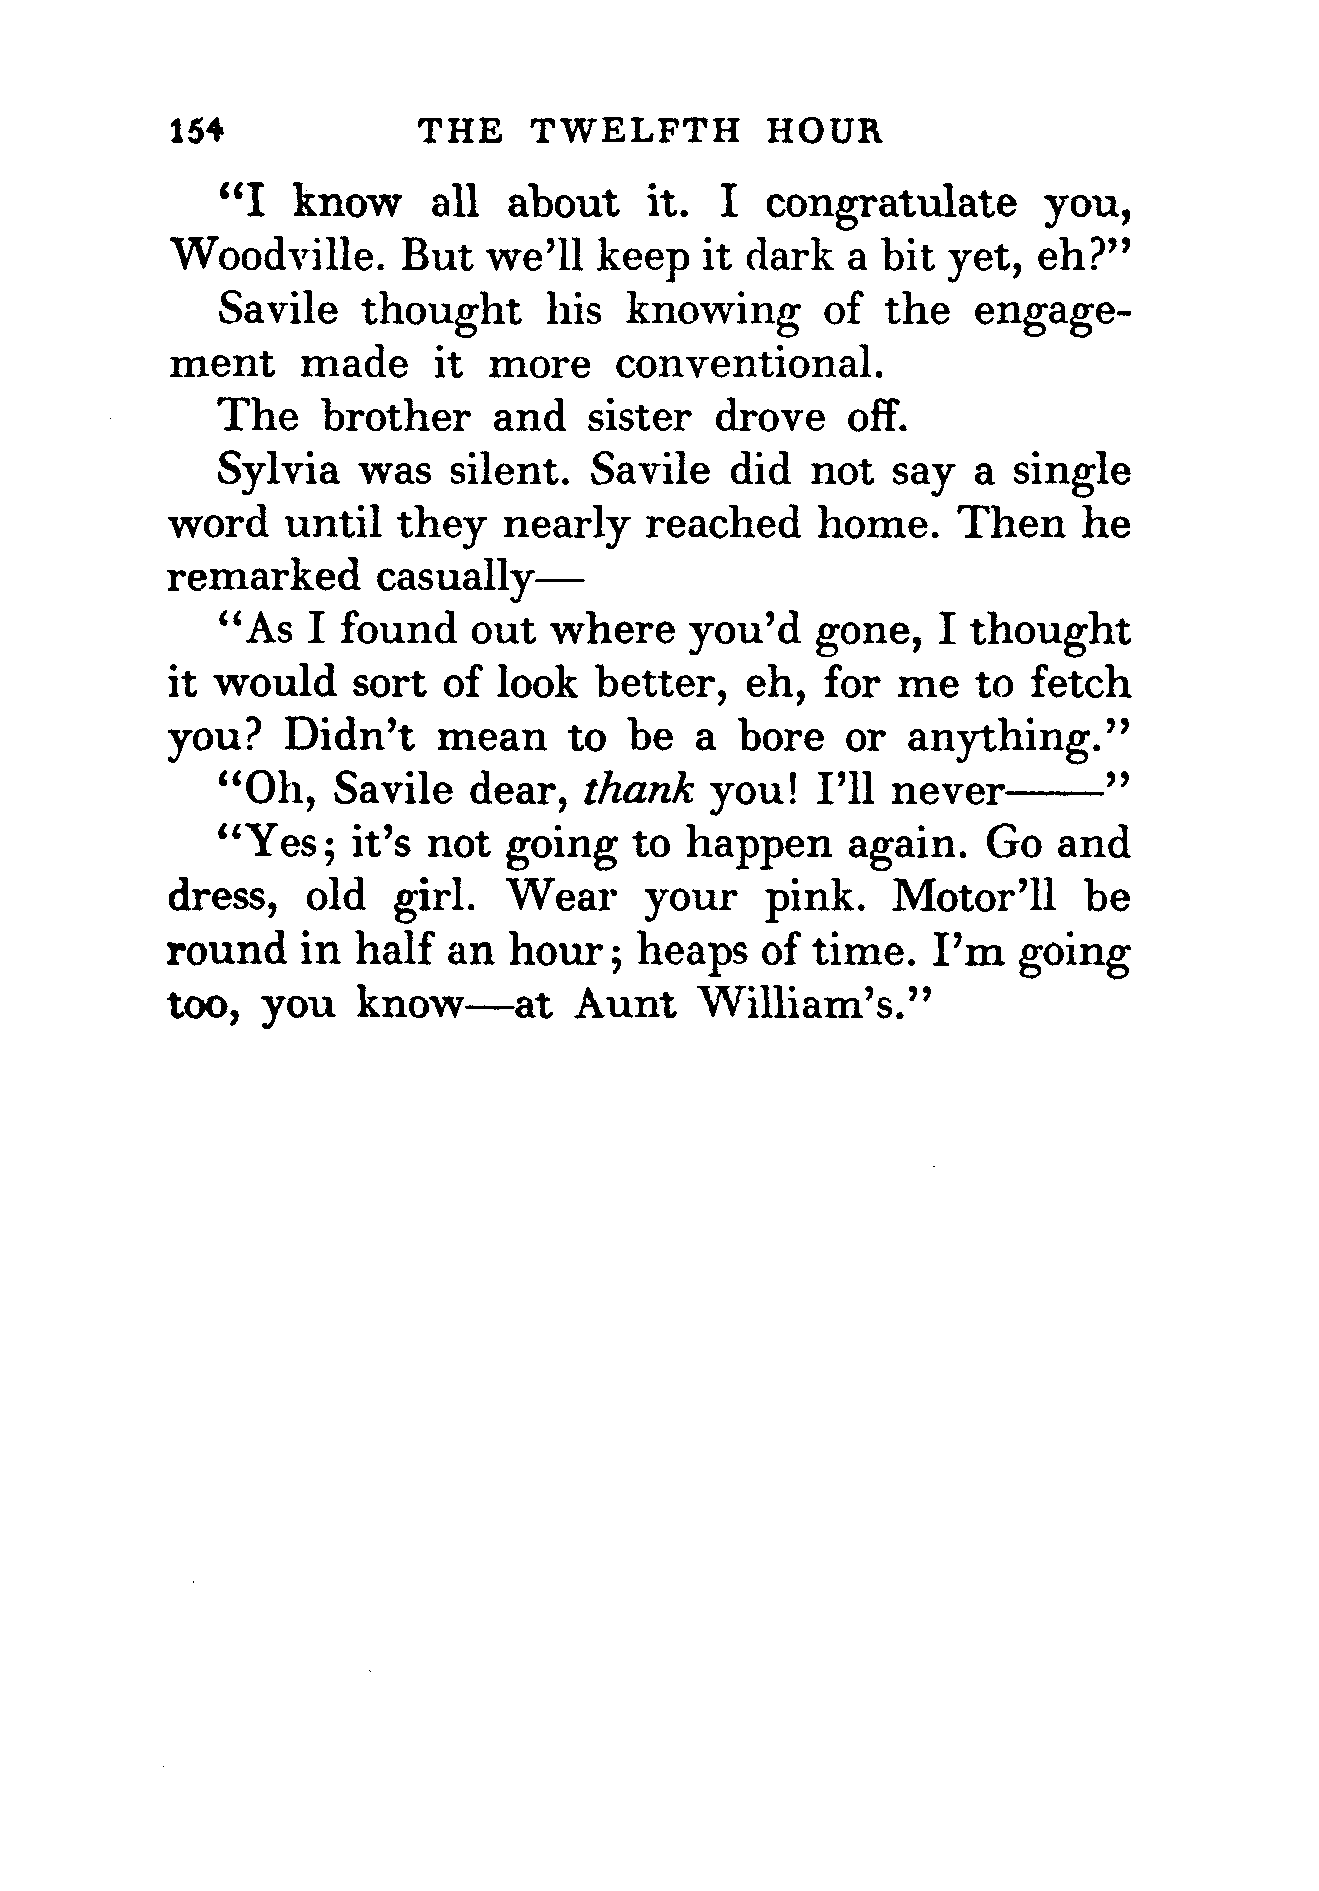 154 THE TWELFTH HOUR
“I know all about it. I congratulate you,
Woodville. But we’ll keep it dark a bit yet, eh?”
Savile thought his knowing of the engage-
ment made it more conventional.
The brother and sister drove off.
Sylvia was silent. Savile did not say a single
word until they nearly reached home. Then he
remarked casually—
“As I found out where you’d gone, I thought
it would sort of look better, eh, for me to fetch
you? Didn’t mean to be a bore or anything.”
“Oh, Savile dear, thank you! I’ll never——”
“Yes; it’s not going to happen again. Go and
dress, old girl. Wear your pink. Motor’ll be
round in half an hour; heaps of time. I’m going
too, you know—at Aunt William’s.”